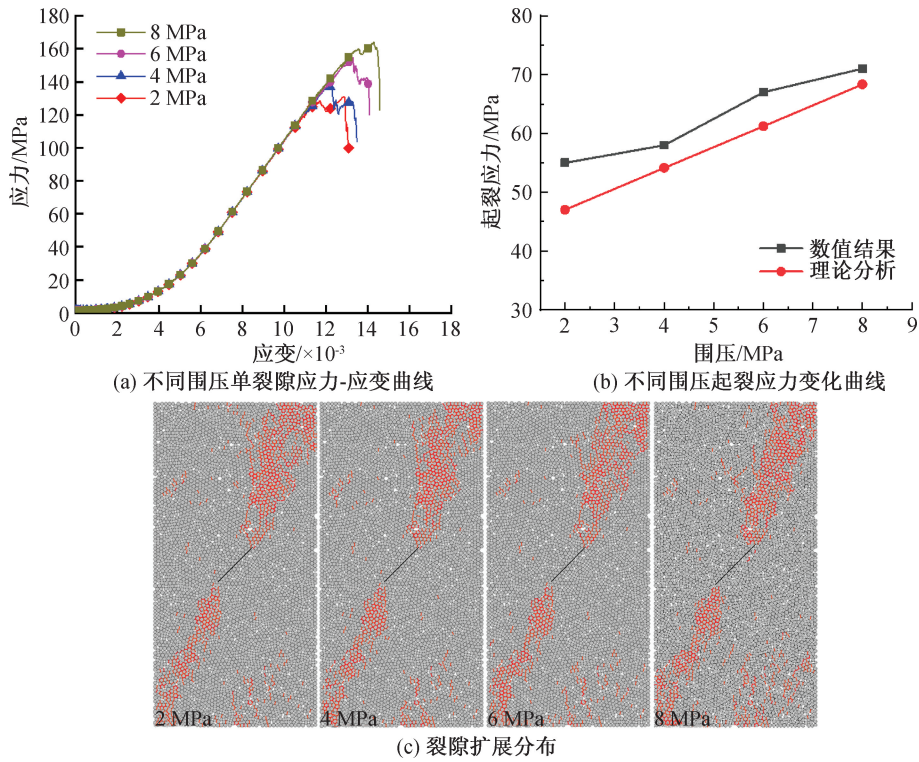 8 MPa
6 MPa
4 MPa
2 MPa
180
160
140
120
100
80
60
40
20
0
应力/MPa
0 2 4 6 8 10 12 14 16 18
应变/×10⁻³
(a) 不同围压单裂隙应力-应变曲线
80
70
60
50
40
30
起裂应力/MPa
数值结果
理论分析
2 3 4 5 6 7 8 9
围压/MPa
(b) 不同围压起裂应力变化曲线
2 MPa 4 MPa 6 MPa 8 MPa
(c) 裂隙扩展分布